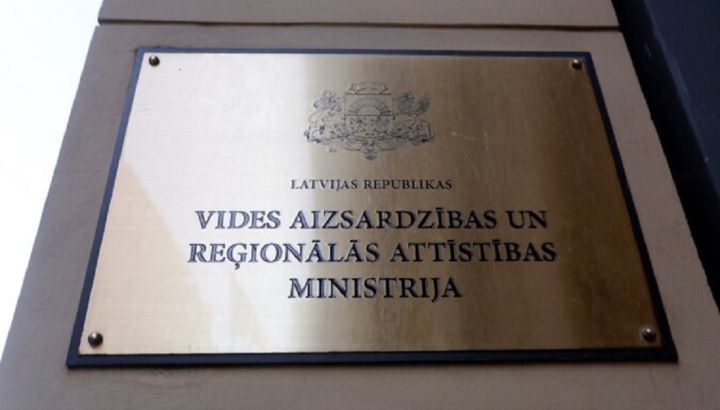 LATVIJAS REPUBLIKAS
VIDES AIZSARDZĪBAS UN
REĢIONĀLĀS ATTĪSTĪBAS
MINISTRIJA